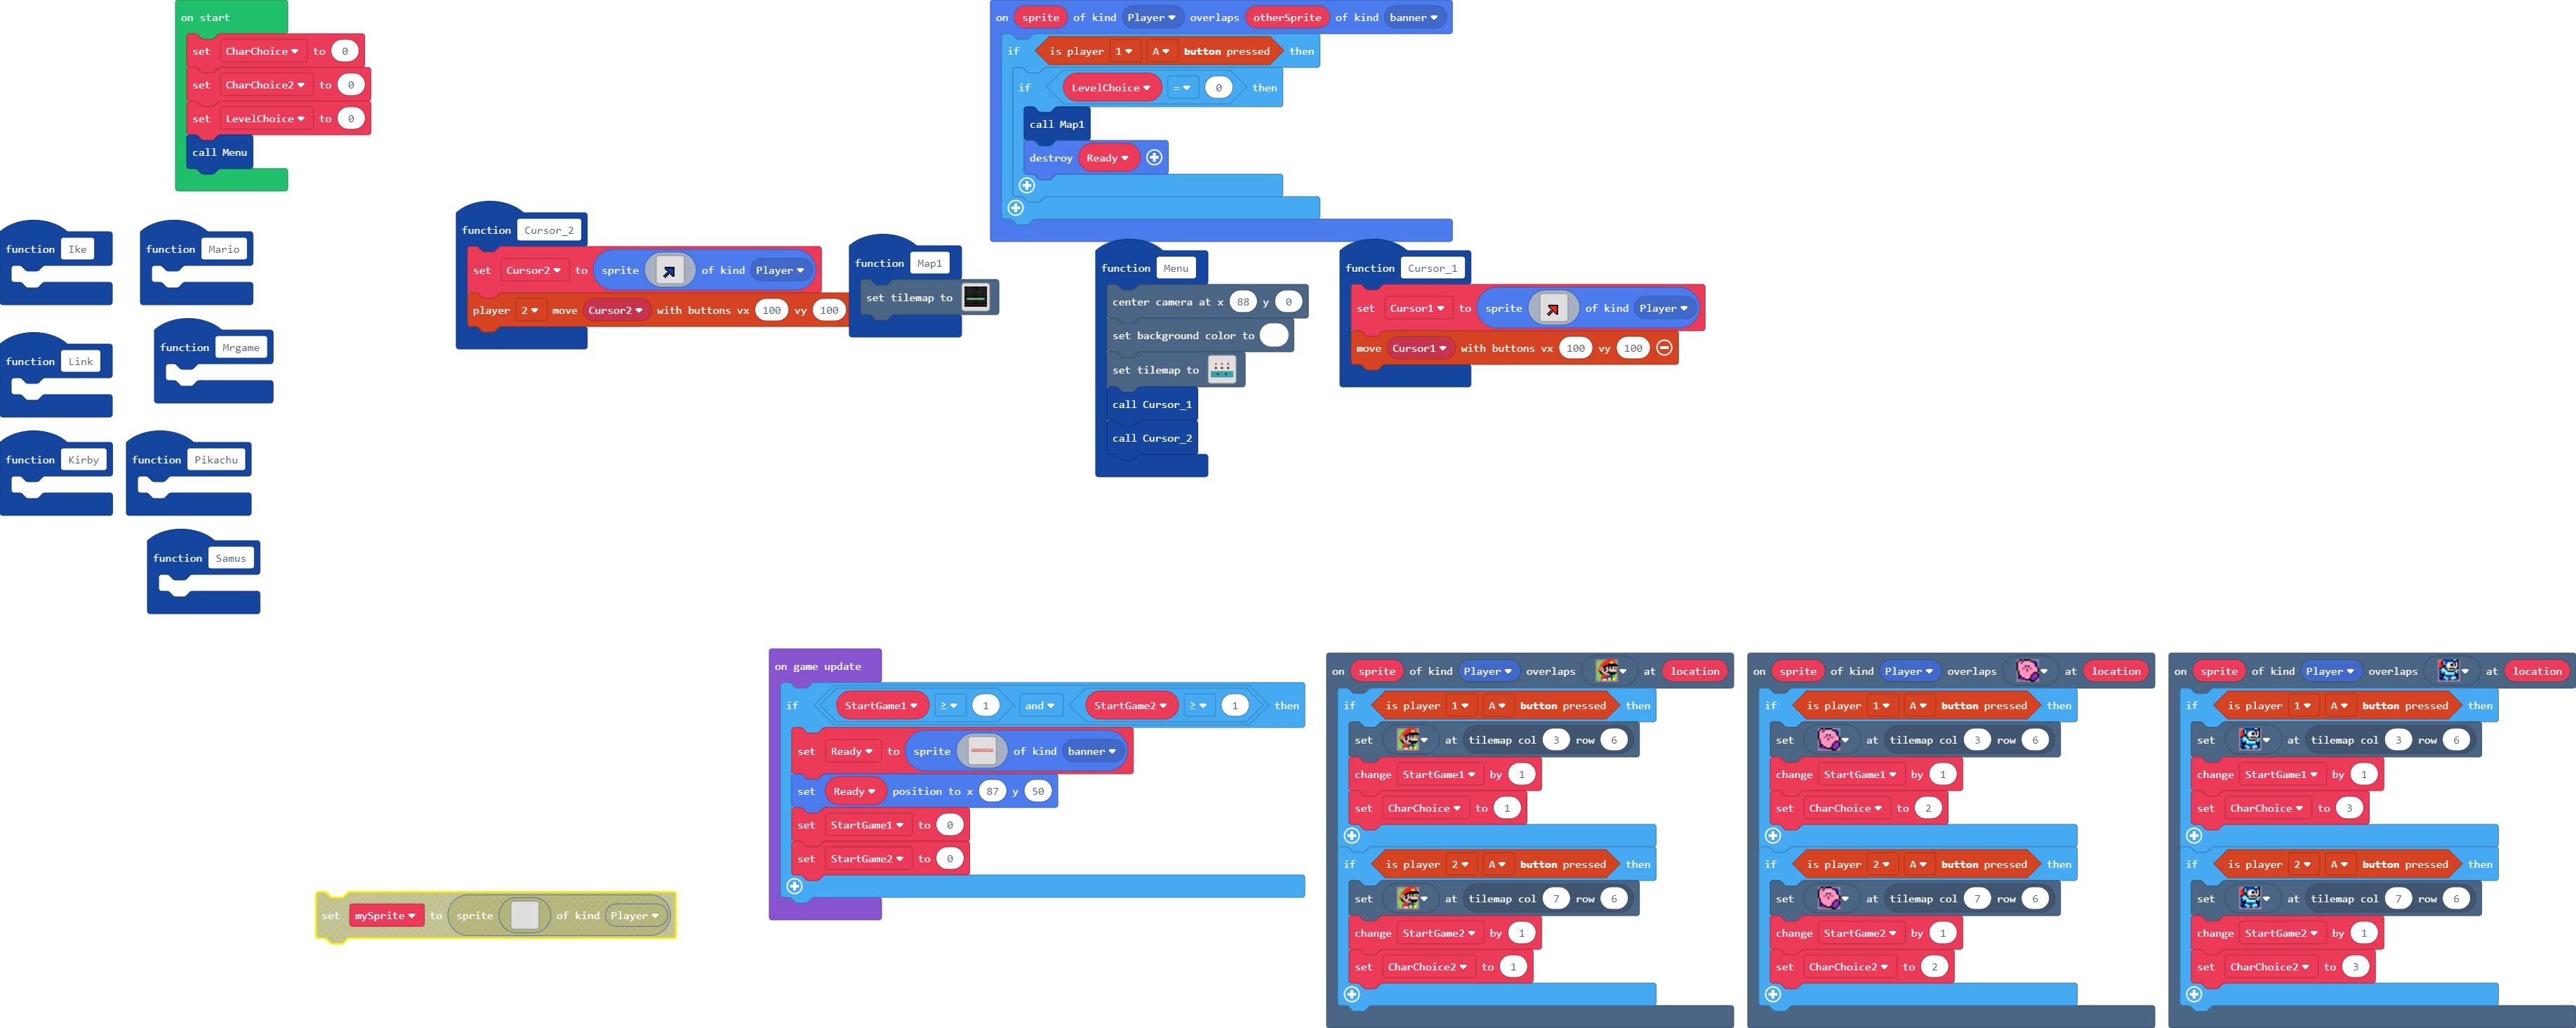 on start
set CharChoice to 0
set CharChoice2 to 0
set LevelChoice to 0
call Menu
on sprite of kind Player overlaps otherSprite of kind banner
if is player 1 A button pressed then
if LevelChoice = 0 then
call Map1
destroy Ready
function Ike
function Mario
function Link
function Mrgame
function Kirby
function Pikachu
function Samus
function Cursor_2
set Cursor2 to sprite of kind Player
player 2 move Cursor2 with buttons vx 100 vy 100
function Map1
set tilemap to
function Menu
center camera at x 88 y 0
set background color to
set tilemap to
call Cursor_1
call Cursor_2
function Cursor_1
set Cursor1 to sprite of kind Player
move Cursor1 with buttons vx 100 vy 100
set mySprite to sprite of kind Player
on game update
if StartGame1 ≥ 1 and StartGame2 ≥ 1 then
set Ready to sprite of kind banner
set Ready position to x 87 y 50
set StartGame1 to 0
set StartGame2 to 0
on sprite of kind Player overlaps at location
if is player 1 A button pressed then
set at tilemap col 3 row 6
change StartGame1 by 1
set CharChoice to 1
if is player 2 A button pressed then
set at tilemap col 7 row 6
change StartGame2 by 1
set CharChoice2 to 1
on sprite of kind Player overlaps at location
if is player 1 A button pressed then
set at tilemap col 3 row 6
change StartGame1 by 1
set CharChoice to 2
if is player 2 A button pressed then
set at tilemap col 7 row 6
change StartGame2 by 1
set CharChoice2 to 2
on sprite of kind Player overlaps at location
if is player 1 A button pressed then
set at tilemap col 3 row 6
change StartGame1 by 1
set CharChoice to 3
if is player 2 A button pressed then
set at tilemap col 7 row 6
change StartGame2 by 1
set CharChoice2 to 3